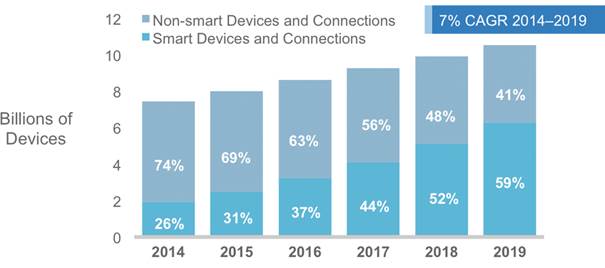 12
Non-smart Devices and Connections
7% CAGR 2014–2019
Smart Devices and Connections
10
8
Billions of
Devices
6
4
2
0
74% 69% 63% 56% 48% 41%
26% 31% 37% 44% 52% 59%
2014 2015 2016 2017 2018 2019